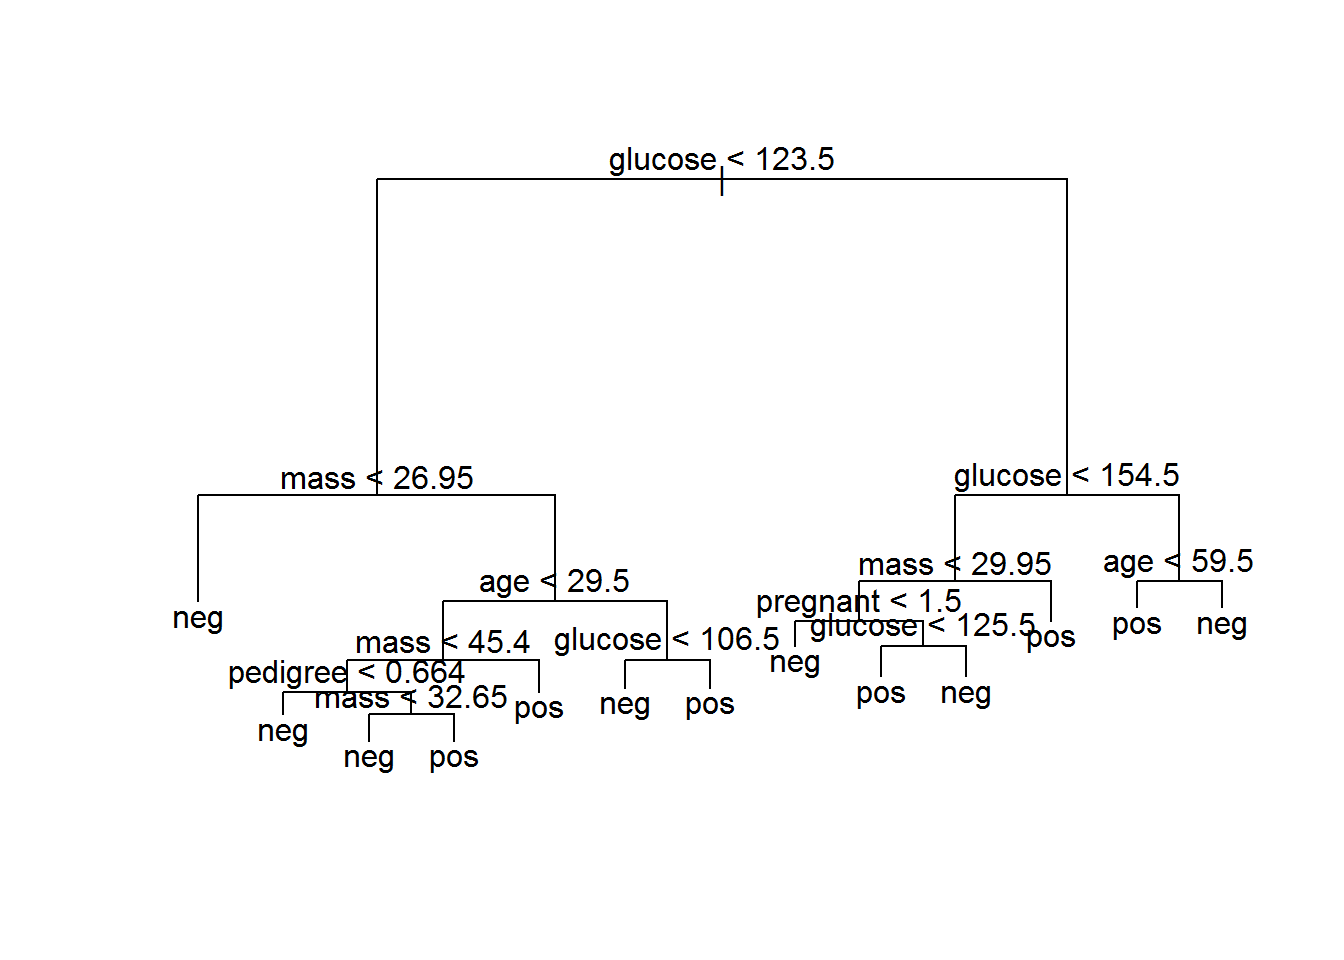 glucose < 123.5
mass < 26.95
glucose < 154.5
neg
age < 29.5
mass < 29.95
age < 59.5
mass < 45.4
glucose < 106.5
pregnant < 1.5
pos
pos
neg
pedigree < 0.664
pos
neg
pos
neg
glucose < 125.5
neg
mass < 32.65
pos
neg
neg
pos